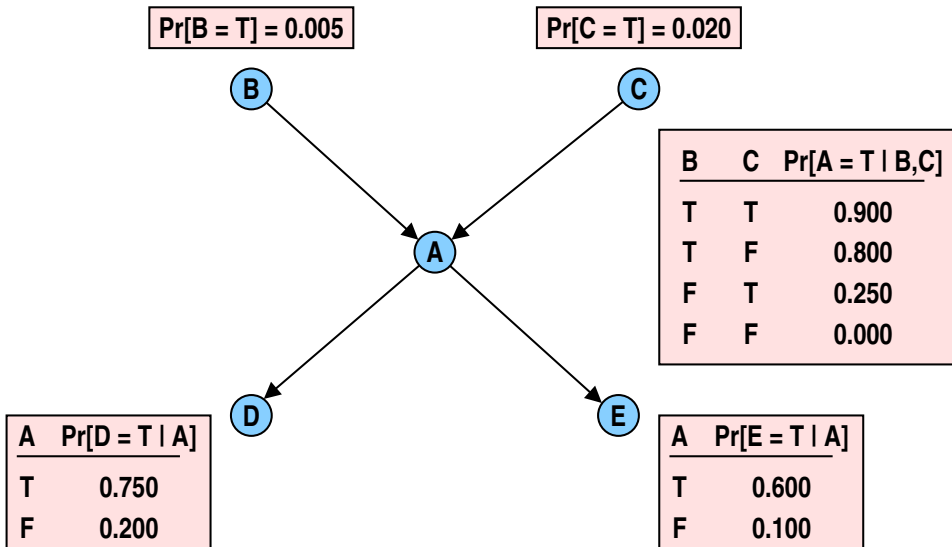 Pr[B = T] = 0.005
Pr[C = T] = 0.020
B
C
B C Pr[A = T | B,C]
T T 0.900
T F 0.800
F T 0.250
F F 0.000
A
D
E
A Pr[D = T | A]
T 0.750
F 0.200
A Pr[E = T | A]
T 0.600
F 0.100